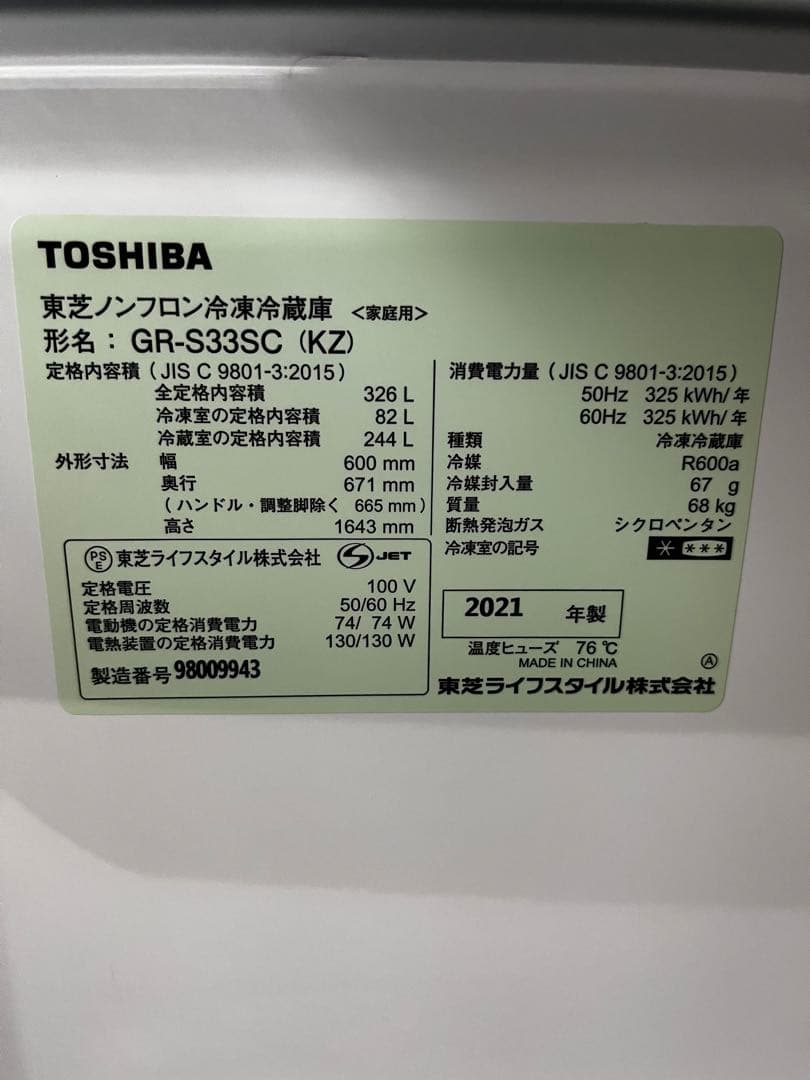 TOSHIBA
東芝ノンフロン冷凍冷蔵庫 <家庭用>
形名: GR-S33SC (KZ)
定格内容積 (JIS C 9801-3:2015)
全定格内容積 326 L
冷凍室の定格内容積 82 L
冷蔵室の定格内容積 244 L
外形寸法 幅 600 mm
奥行 671 mm
(ハンドル・調整脚除く 665 mm)
高さ 1643 mm
消費電力量 (JIS C 9801-3:2015)
50Hz 325 kWh/年
60Hz 325 kWh/年
種類 冷凍冷蔵庫
冷媒 R600a
冷媒封入量 67 g
質量 68 kg
断熱発泡ガス シクロペンタン
冷凍室の記号 * ***
PSE 東芝ライフスタイル株式会社 S JET
定格電圧 100 V
定格周波数 50/60 Hz
電動機の定格消費電力 74/ 74 W
電熱装置の定格消費電力 130/130 W
製造番号 98009943
2021 年製
温度ヒューズ 76 ℃
MADE IN CHINA Ⓐ
東芝ライフスタイル株式会社